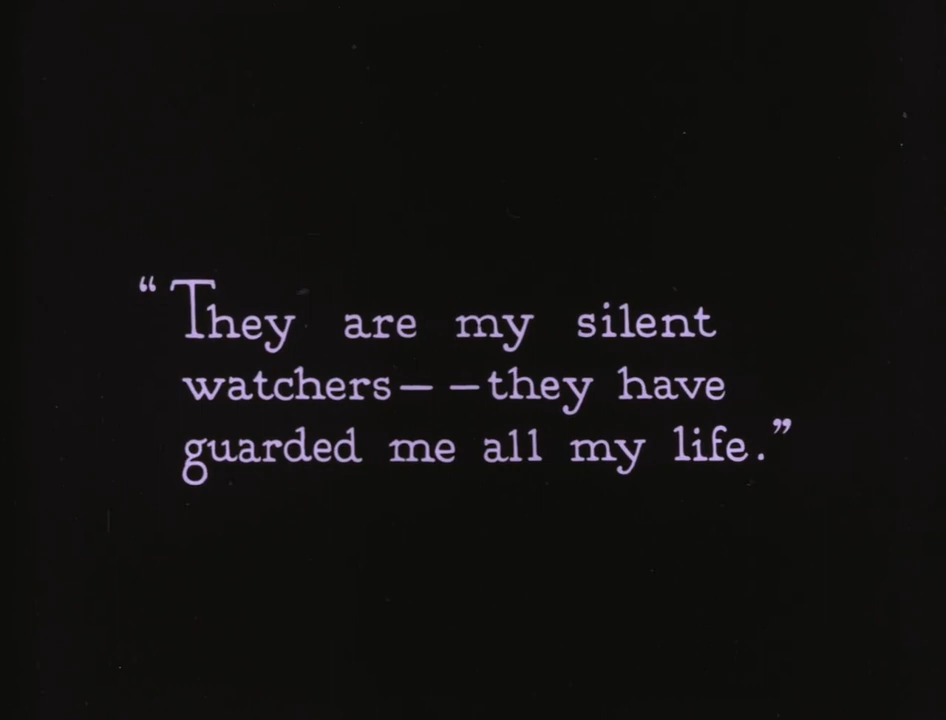 “They are my silent
watchers— —they have
guarded me all my life.”